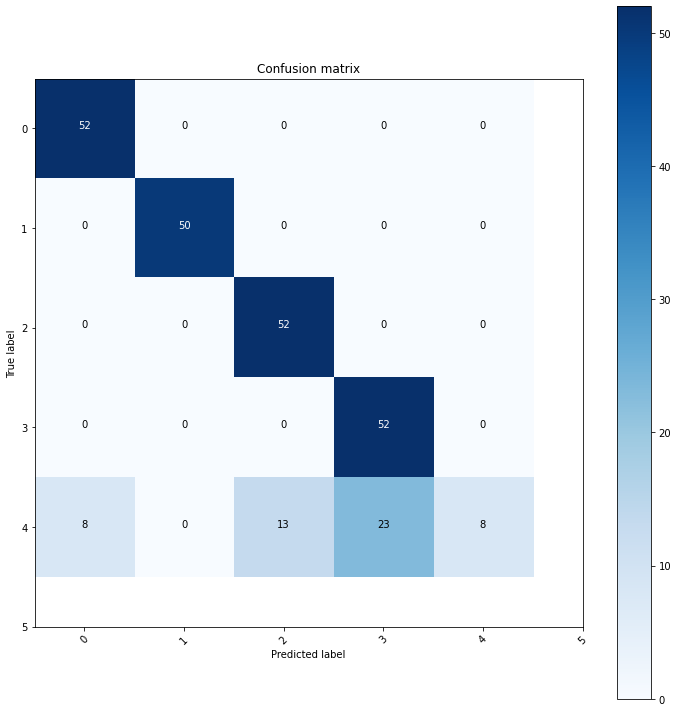 Confusion matrix
0 52 0 0 0 0
1 0 50 0 0 0
2 0 0 52 0 0
3 0 0 0 52 0
4 8 0 13 23 8
5
0 1 2 3 4 5
True label
Predicted label
50
40
30
20
10
0